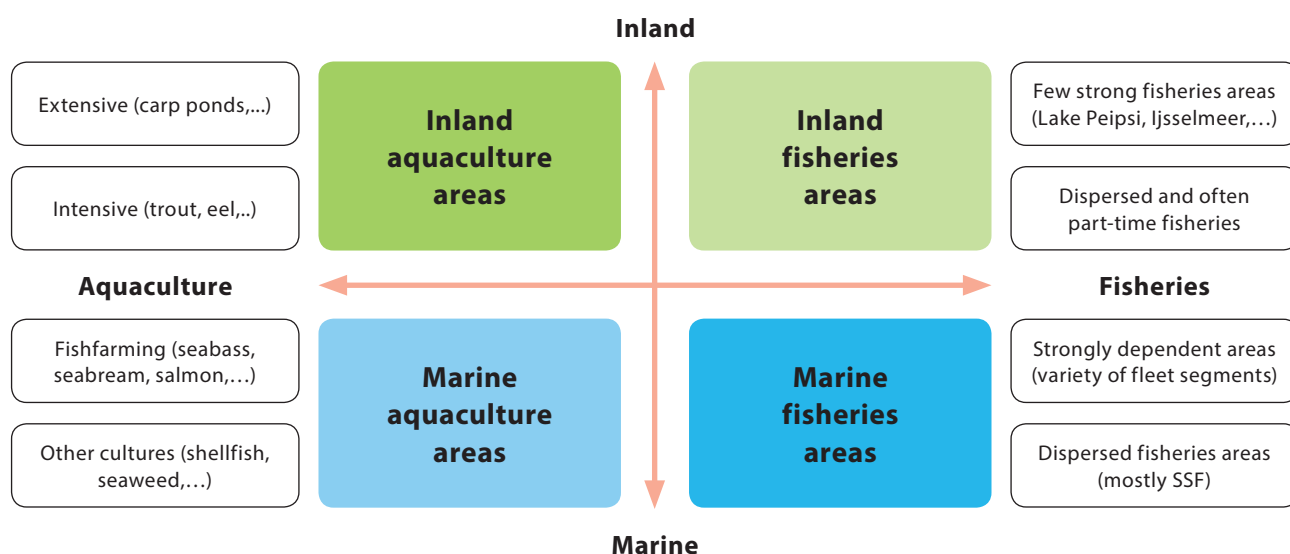 Inland
Extensive (carp ponds,...)
Intensive (trout, eel,..)
Inland
aquaculture
areas
Inland
fisheries
areas
Few strong fisheries areas
(Lake Peipsi, Ijsselmeer,…)
Dispersed and often
part-time fisheries
Aquaculture
Fisheries
Fishfarming (seabass,
seabream, salmon,…)
Other cultures (shellfish,
seaweed,…)
Marine
aquaculture
areas
Marine
fisheries
areas
Strongly dependent areas
(variety of fleet segments)
Dispersed fisheries areas
(mostly SSF)
Marine